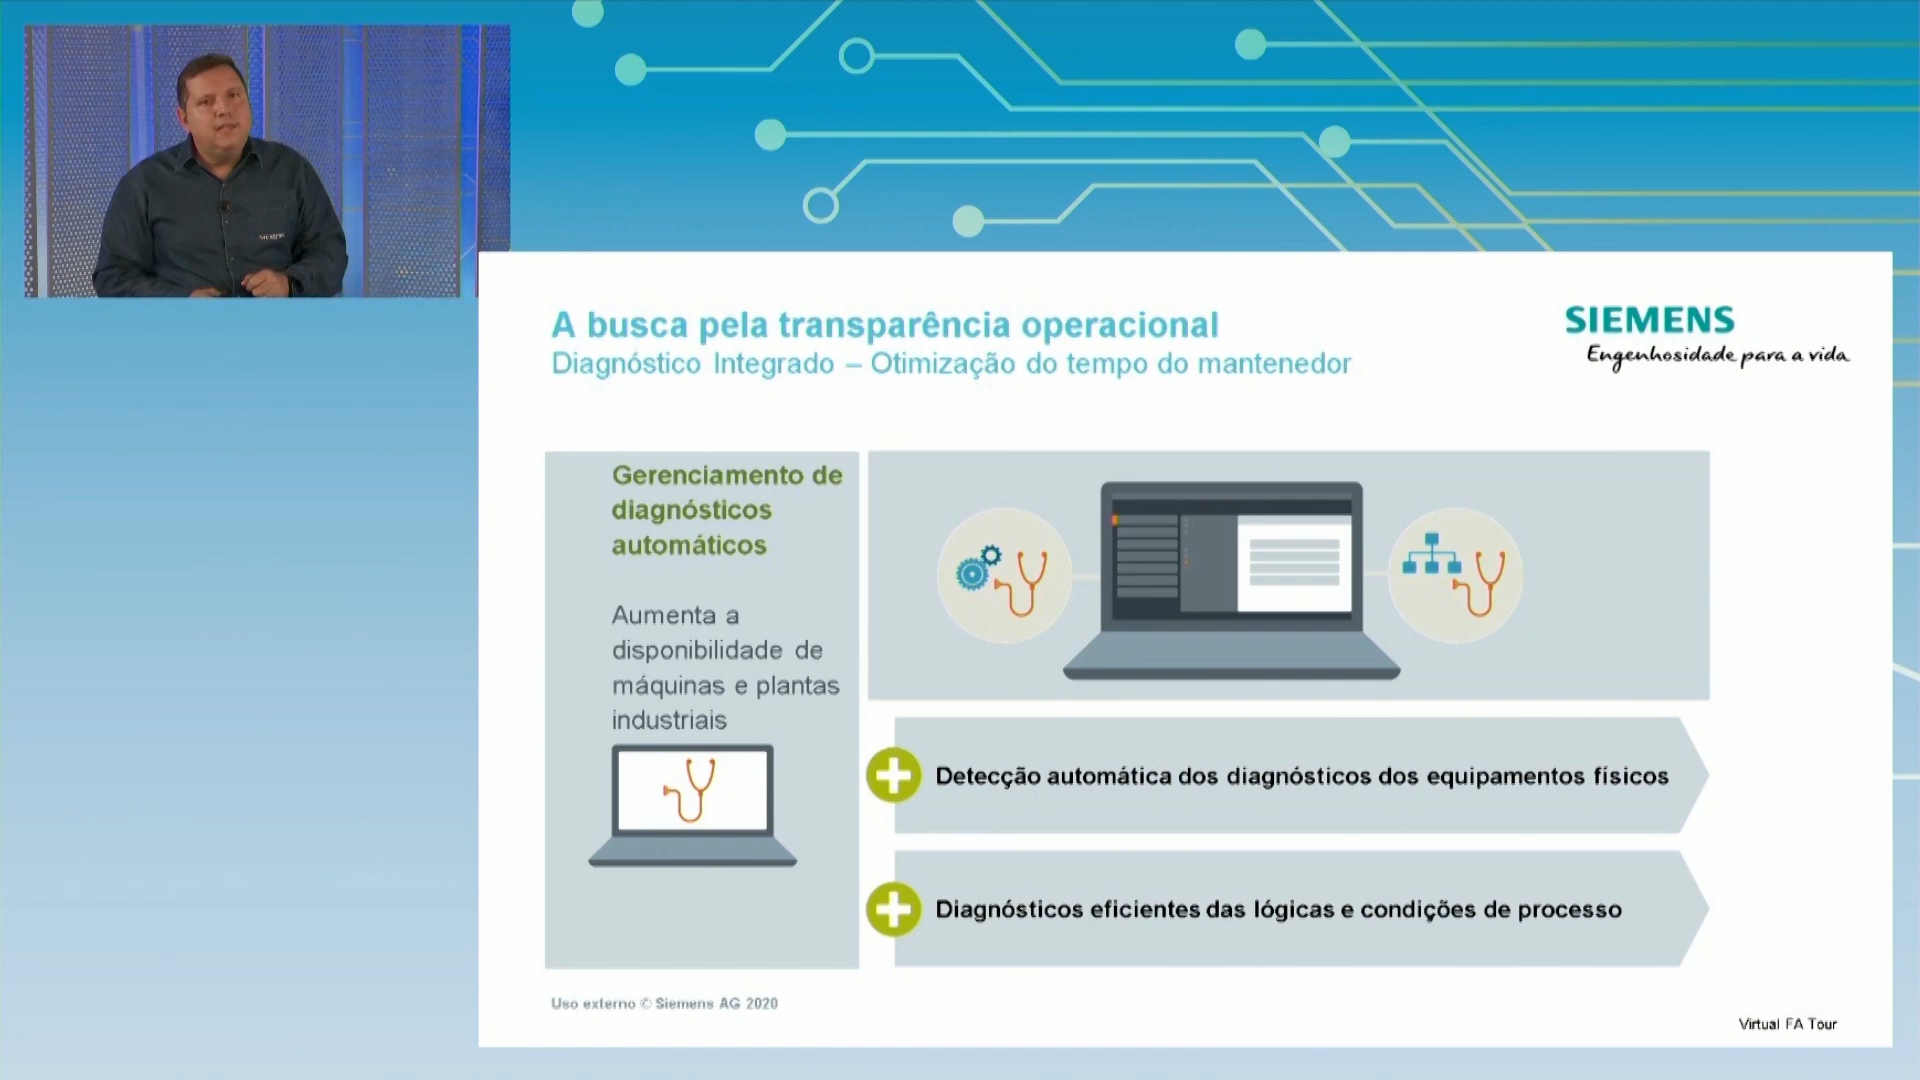 SIEMENS
A busca pela transparência operacional
Diagnóstico Integrado – Otimização do tempo do mantenedor
SIEMENS
Engenhosidade para a vida
Gerenciamento de
diagnósticos
automáticos
Aumenta a
disponibilidade de
máquinas e plantas
industriais
Detecção automática dos diagnósticos dos equipamentos físicos
Diagnósticos eficientes das lógicas e condições de processo
Uso externo © Siemens AG 2020
Virtual FA Tour